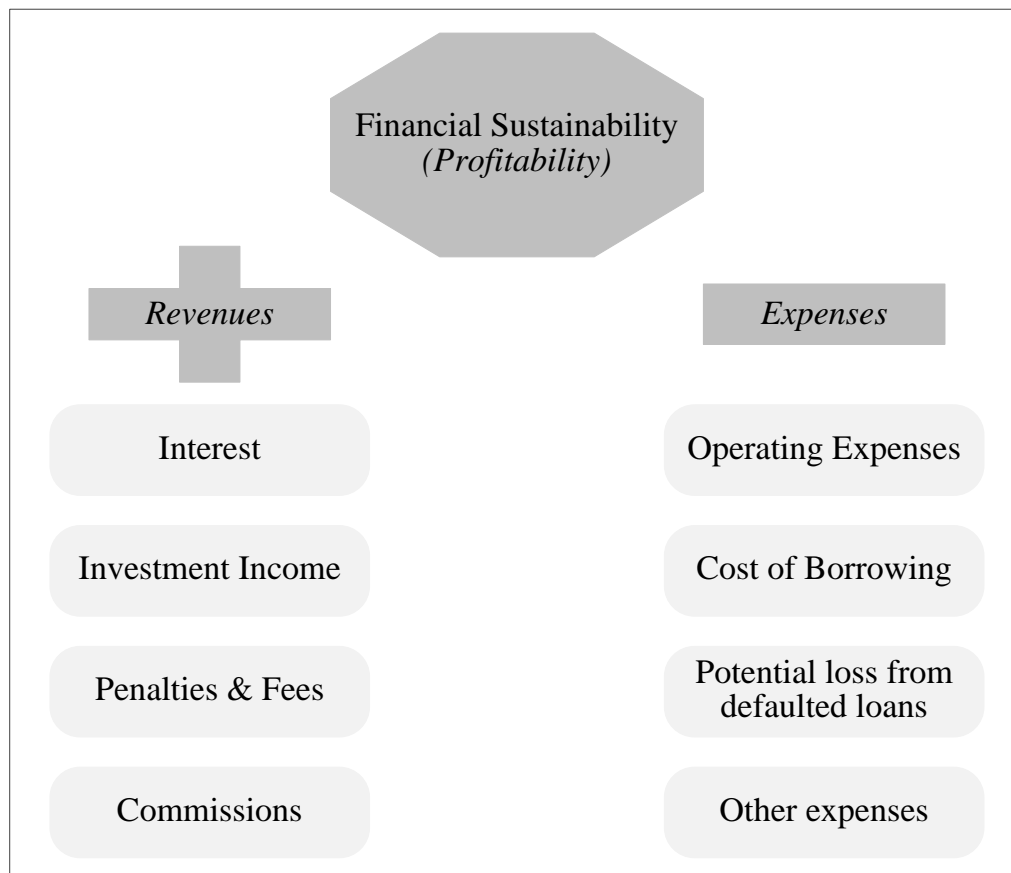 Financial Sustainability
(Profitability)
Revenues
Expenses
Interest
Operating Expenses
Investment Income
Cost of Borrowing
Penalties & Fees
Potential loss from
defaulted loans
Commissions
Other expenses